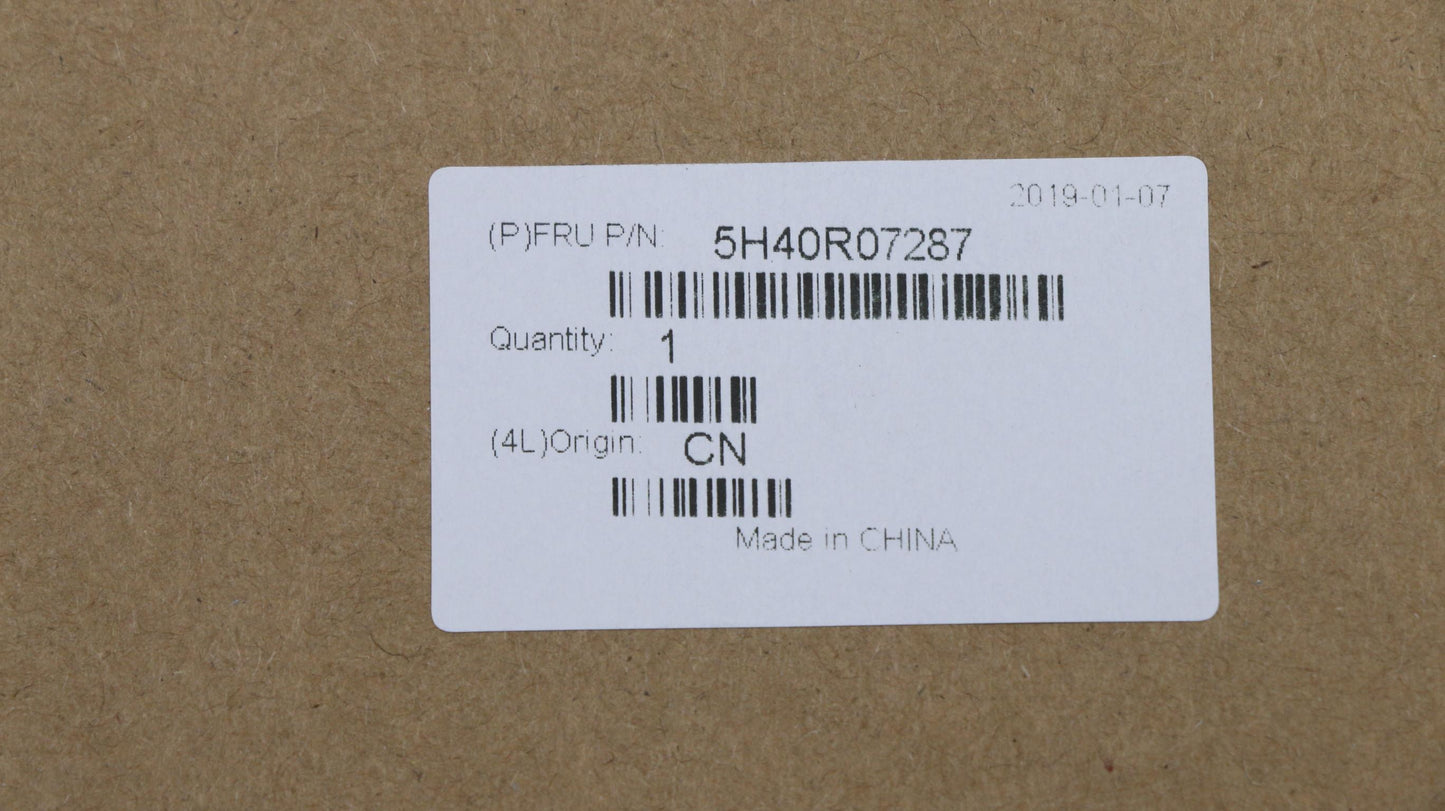 2019-01-07
(P)FRU P/N: 5H40R07287
Quantity: 1
(4L)Origin: CN
Made in CHINA